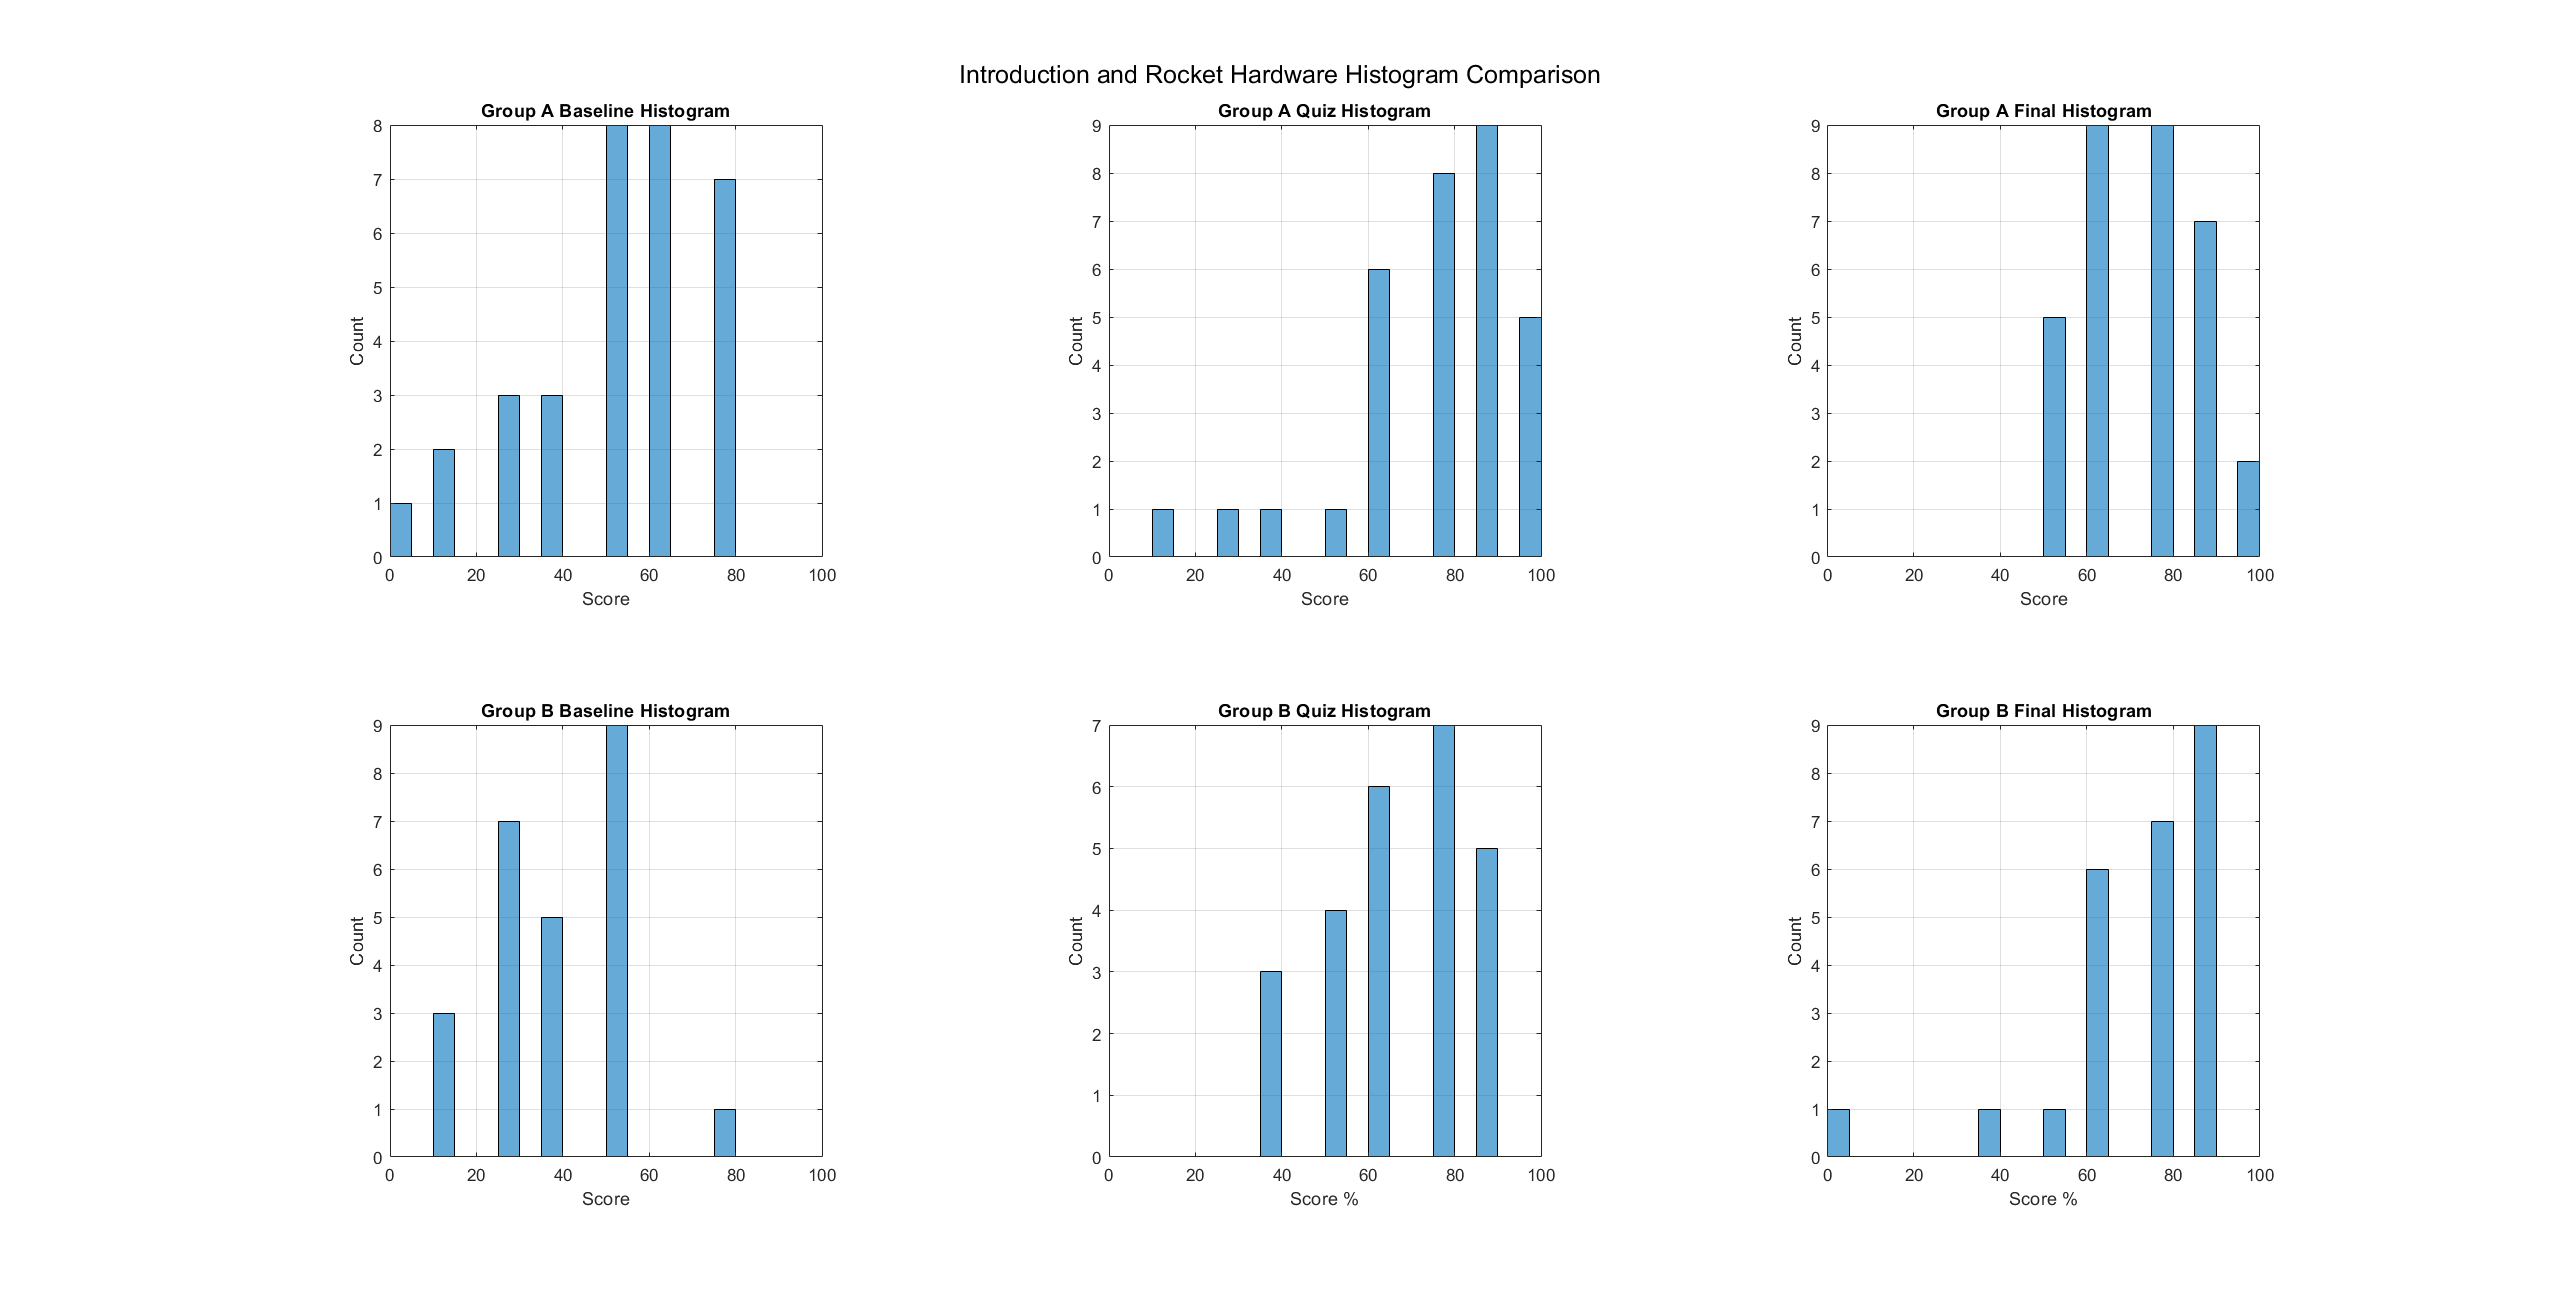 Introduction and Rocket Hardware Histogram Comparison
Group A Baseline Histogram
8
7
6
5
4
3
2
1
0
Count
0 20 40 60 80 100
Score
Group A Quiz Histogram
9
8
7
6
5
4
3
2
1
0
Count
0 20 40 60 80 100
Score
Group A Final Histogram
9
8
7
6
5
4
3
2
1
0
Count
0 20 40 60 80 100
Score
Group B Baseline Histogram
9
8
7
6
5
4
3
2
1
0
Count
0 20 40 60 80 100
Score
Group B Quiz Histogram
7
6
5
4
3
2
1
0
Count
0 20 40 60 80 100
Score %
Group B Final Histogram
9
8
7
6
5
4
3
2
1
0
Count
0 20 40 60 80 100
Score %